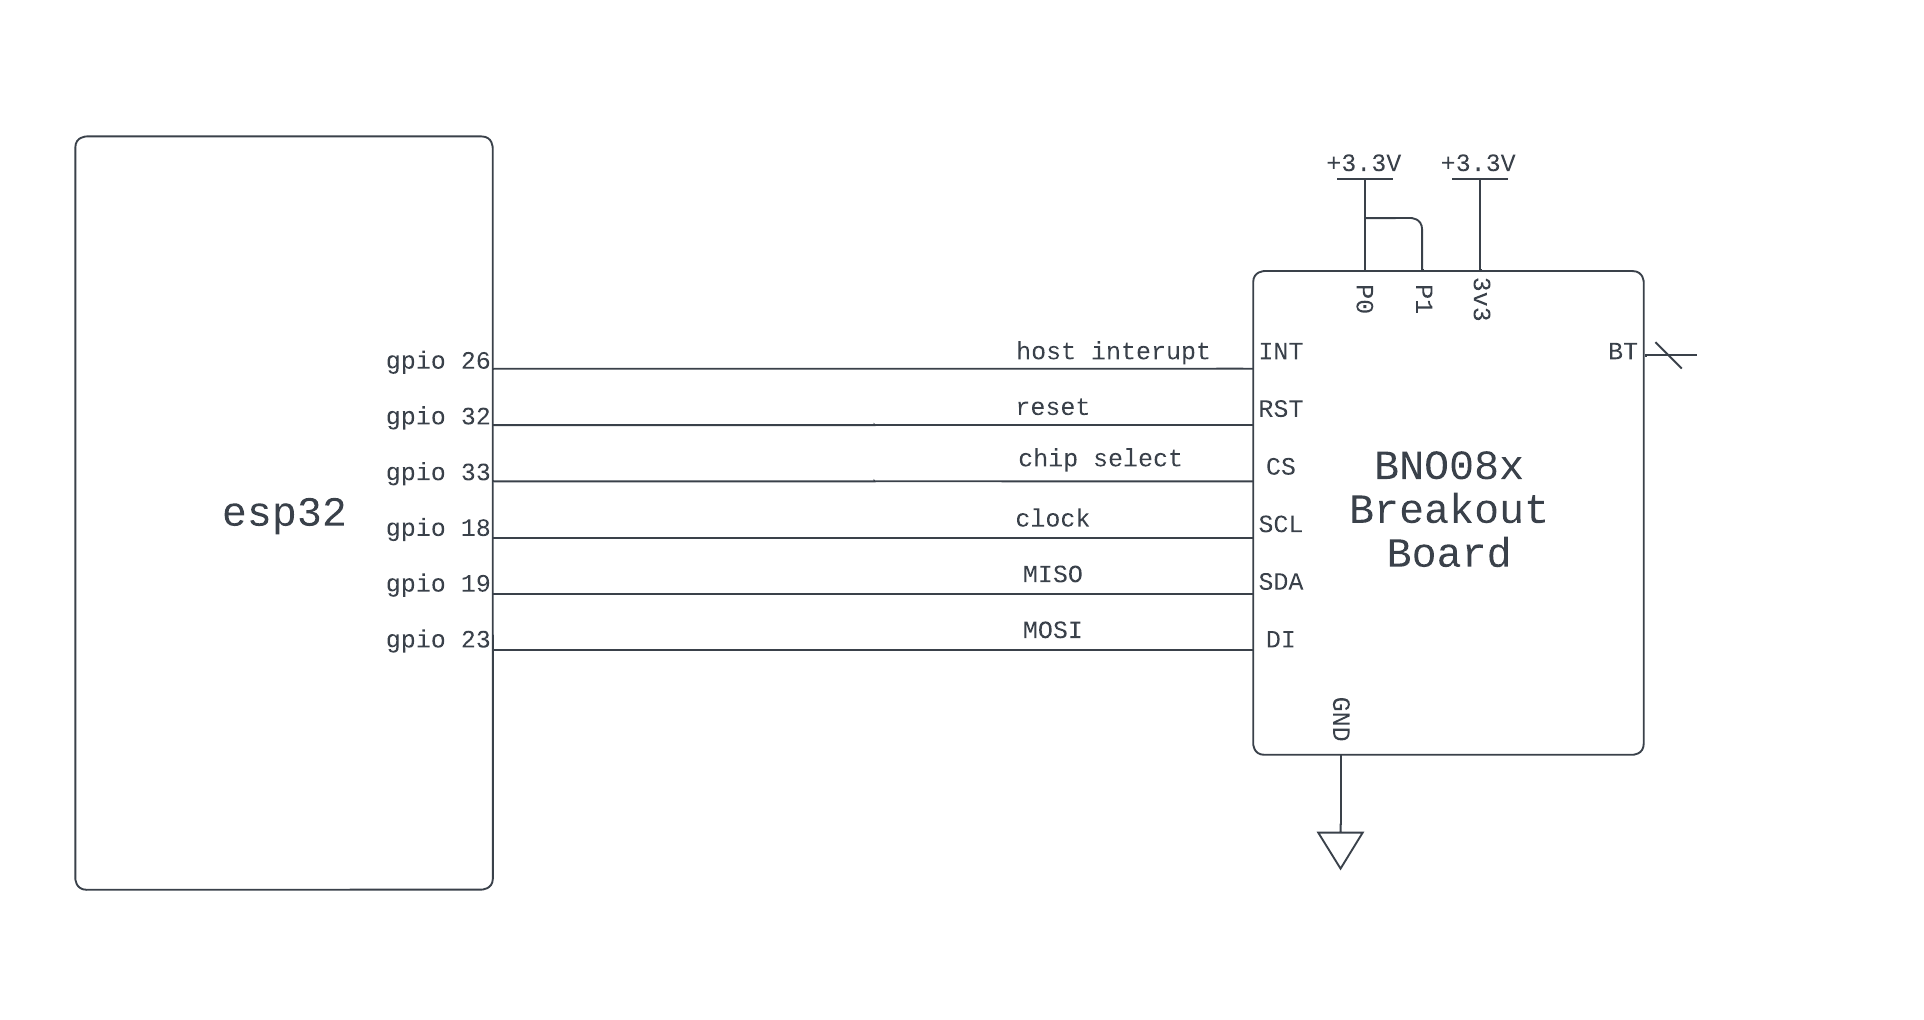 +3.3V
+3.3V
P0
P1
3v3
gpio 26
host interupt
INT
BT
gpio 32
reset
RST
gpio 33
chip select
CS
gpio 18
clock
SCL
gpio 19
MISO
SDA
gpio 23
MOSI
DI
esp32
BNO08x
Breakout
Board
GND